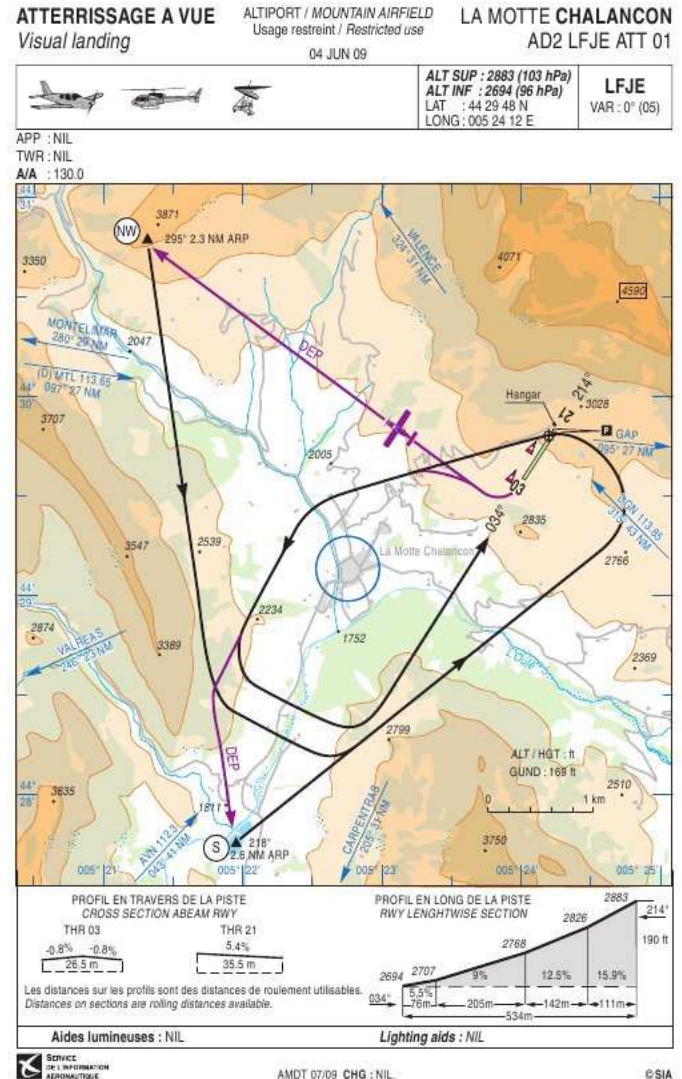 ATTERRISSAGE A VUE
Visual landing
ALTIPORT / MOUNTAIN AIRFIELD
Usage restreint / Restricted use
04 JUN 09
LA MOTTE CHALANCON
AD2 LFJE ATT 01
ALT SUP : 2883 (103 hPa)
ALT INF : 2694 (96 hPa)
LAT : 44 29 48 N
LONG : 005 24 12 E
LFJE
VAR : 0° (05)
APP : NIL
TWR : NIL
A/A : 130.0
44°
31'
NW
3871
295° 2.3 NM ARP
VALENCE
324° 31 NM
4071
3350
4590
MONTELIMAR
280° 29 NM
2047
(D) MTL 113.65
097° 27 NM
DEP
44°
30'
Hangar
21
214°
3028
P
GAP
095° 27 NM
3707
2005
03
034°
2835
DGN 113.85
2766
3547
2539
La Motte Chalancon
44°
29'
2234
2874
VALREAS
246° 23 NM
3389
1752
2369
L'Oule
2799
DEP
ALT / HGT : ft
GUND : 169 ft
44°
28'
3635
1811
2510
0
1 km
AVN 112.3
043° 41 NM
S
218°
2.6 NM ARP
CARPENTRAS
205° 31 NM
3750
005° 21'
005° 22'
005° 23'
005° 24'
005° 25'
PROFIL EN TRAVERS DE LA PISTE
CROSS SECTION ABEAM RWY
THR 03
THR 21
-0.8%
-0.8%
5.4%
26.5 m
35.5 m
Les distances sur les profils sont des distances de roulement utilisables.
Distances on sections are rolling distances available.
PROFIL EN LONG DE LA PISTE
RWY LENGHTWISE SECTION
2883
214°
2826
190 ft
2768
2694
2707
9%
12.5%
15.9%
034°
5.5%
76m
205m
142m
111m
534m
Aides lumineuses : NIL
Lighting aids : NIL
SERVICE
DE L'INFORMATION
AERONAUTIQUE
AMDT 07/09 CHG : NIL.
© SIA